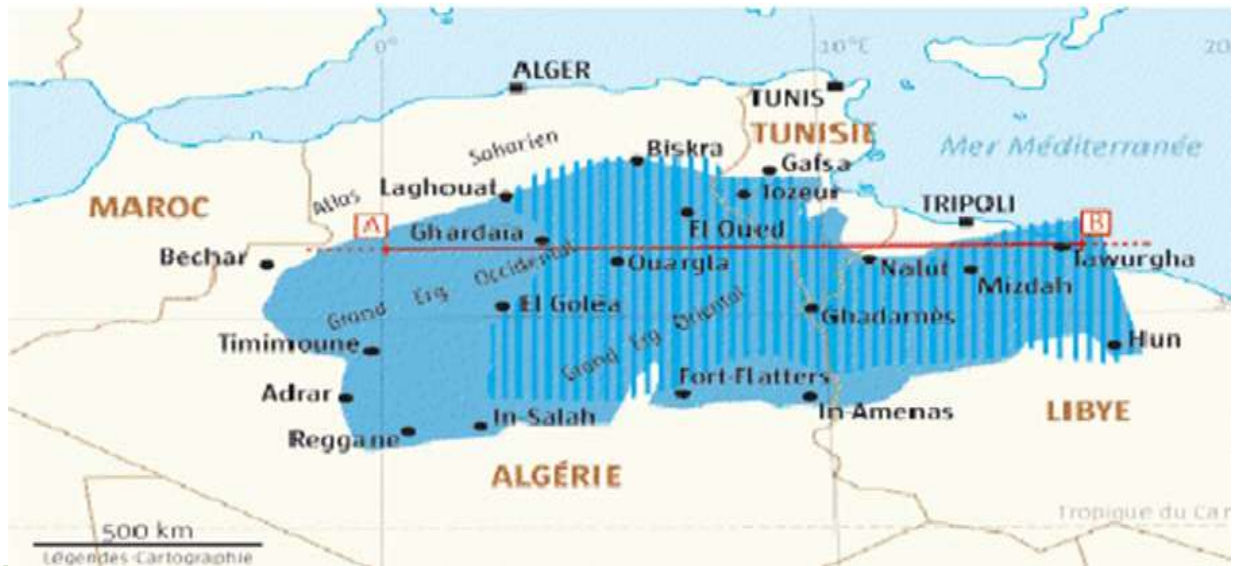 0°
10°E
20
ALGER
TUNIS
TUNISIE
Saharien
Biskra
Gafsa
Mer Méditerranée
Laghouat
Tozeur
MAROC
Atlas
TRIPOLI
A
B
Ghardaia
El Oued
Bechar
Occidental
Ouargla
Nalut
Tawurgha
Mizdah
Grand Erg
El Golea
Oriental
Ghadamès
Timimoune
Grand Erg
Hun
Fort-Flatters
Adrar
In-Amenas
LIBYE
In-Salah
Reggane
ALGÉRIE
Tropique du Can
500 km
Légendes Cartographie